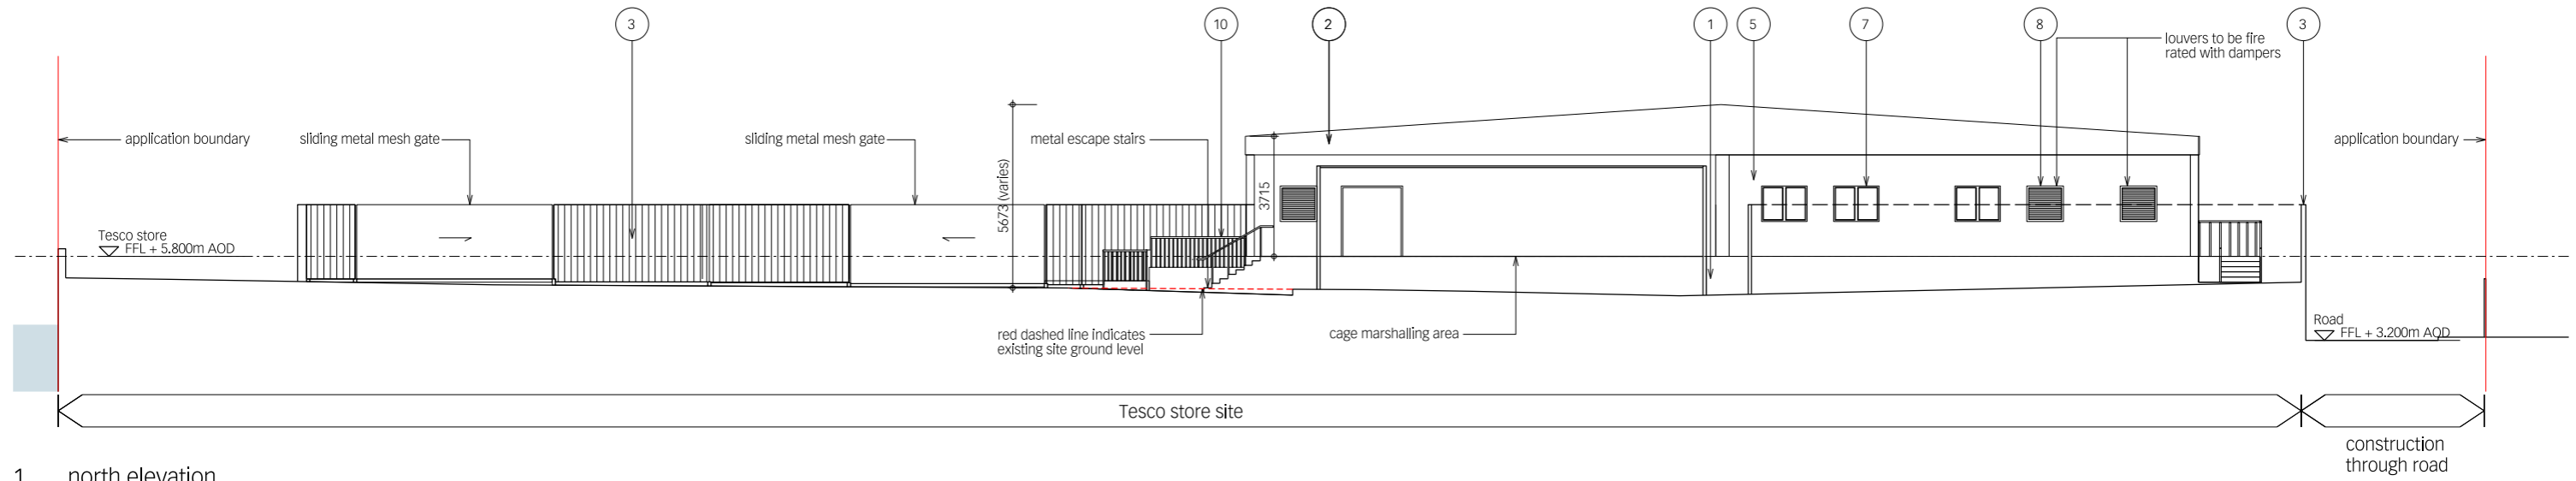 3
10
2
1
5
7
8
3
louvers to be fire
rated with dampers
application boundary
sliding metal mesh gate
sliding metal mesh gate
metal escape stairs
application boundary
5673 (varies)
3715
Tesco store
FFL + 5.800m AOD
red dashed line indicates
existing site ground level
cage marshalling area
Road
FFL + 3.200m AOD
Tesco store site
construction
through road
1 north elevation